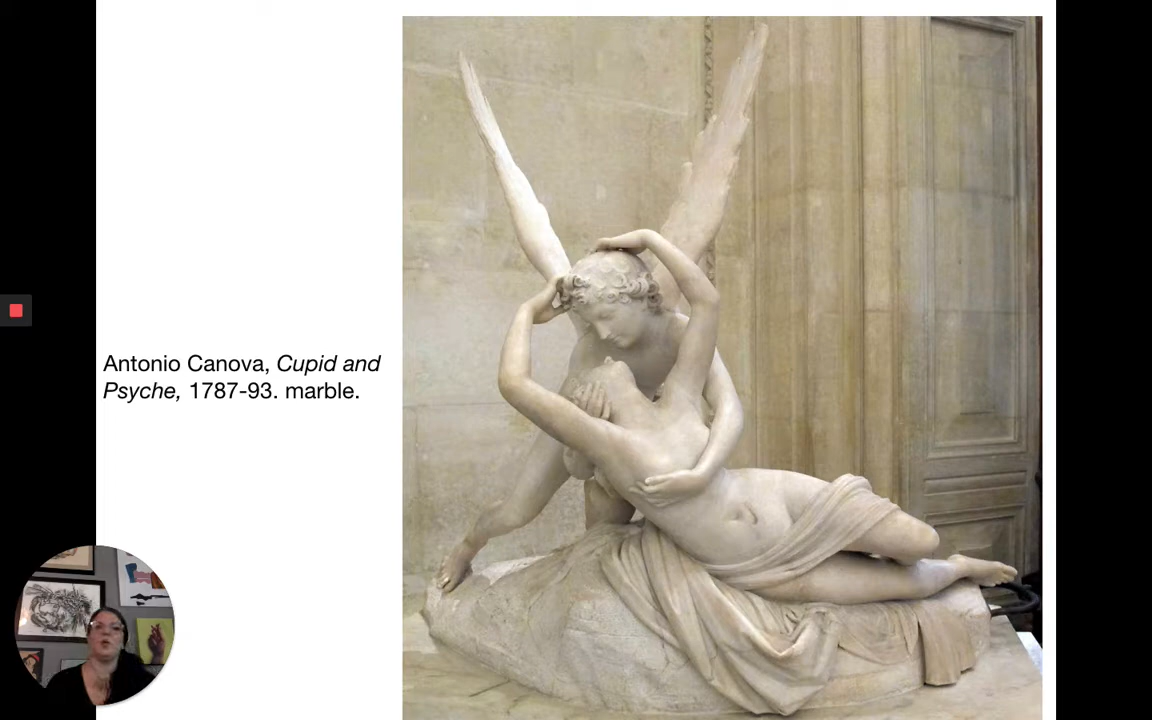 Antonio Canova, Cupid and
Psyche, 1787-93. marble.